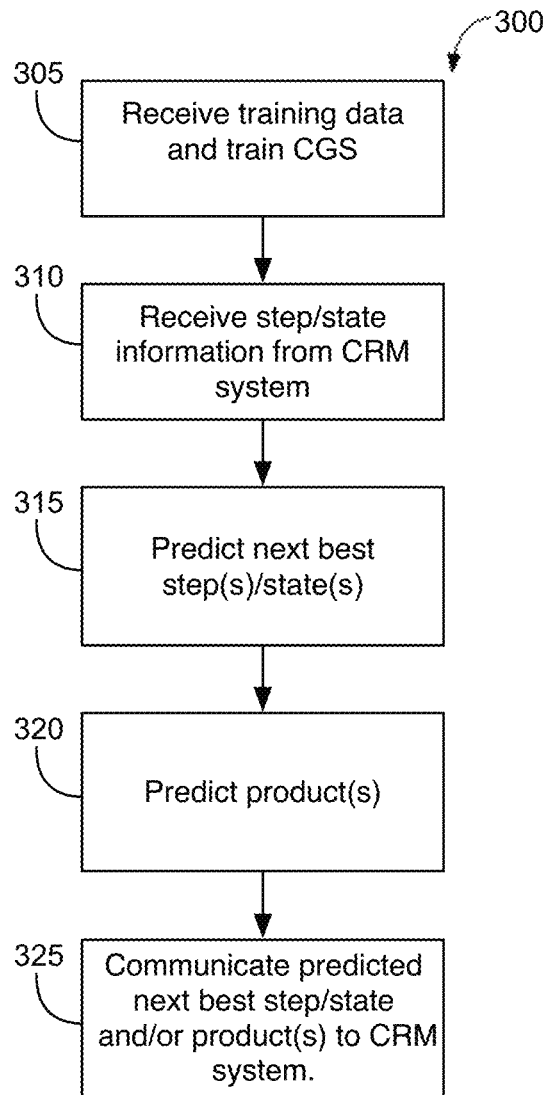 300
305
Receive training data
and train CGS
310
Receive step/state
information from CRM
system
315
Predict next best
step(s)/state(s)
320
Predict product(s)
325
Communicate predicted
next best step/state
and/or product(s) to CRM
system.